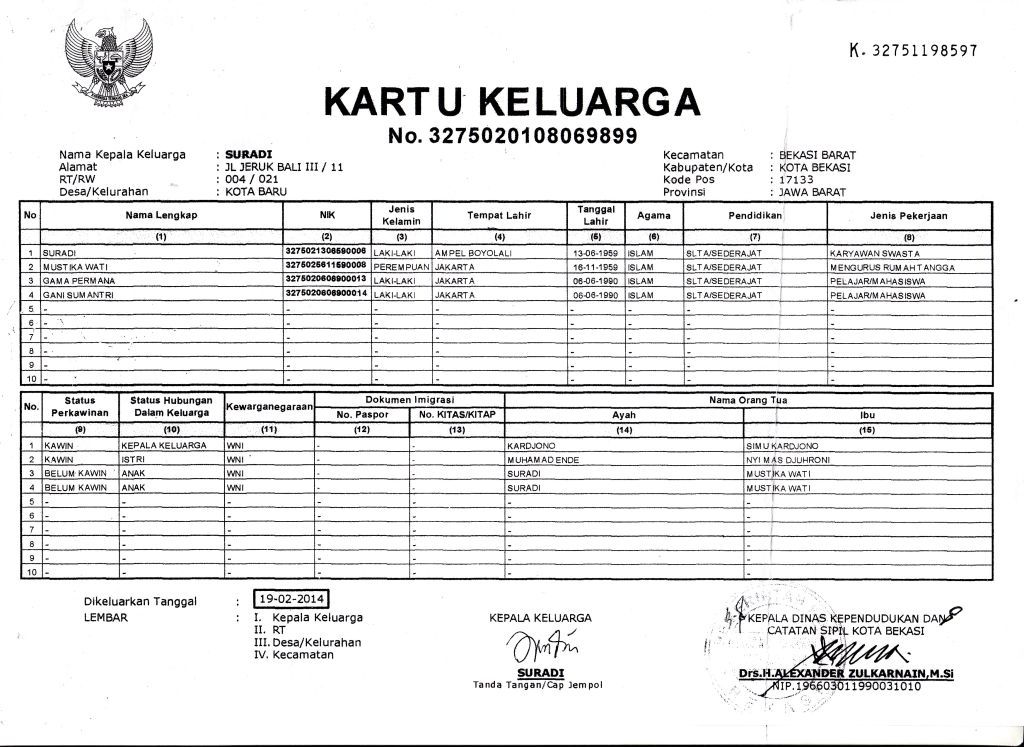 K. 32751198597
KARTU KELUARGA
No. 3275020108069899
Nama Kepala Keluarga : SURADI
Alamat : JL JERUK BALI III / 11
RT/RW : 004 / 021
Desa/Kelurahan : KOTA BARU
Kecamatan : BEKASI BARAT
Kabupaten/Kota : KOTA BEKASI
Kode Pos : 17133
Provinsi : JAWA BARAT
No Nama Lengkap NIK Jenis Kelamin Tempat Lahir Tanggal Lahir Agama Pendidikan Jenis Pekerjaan
(1) (2) (3) (4) (5) (6) (7) (8)
1 SURADI 3275021306590006 LAKI-LAKI AMPEL BOYOLALI 13-06-1959 ISLAM SLTA/SEDERAJAT KARYAWAN SWASTA
2 MUSTIKA WATI 3275025611590008 PEREMPUAN JAKARTA 16-11-1959 ISLAM SLTA/SEDERAJAT MENGURUS RUMAH TANGGA
3 GAMA PERMANA 3275020606900013 LAKI-LAKI JAKARTA 06-06-1990 ISLAM SLTA/SEDERAJAT PELAJAR/MAHASISWA
4 GANI SUMANTRI 3275020606900014 LAKI-LAKI JAKARTA 06-06-1990 ISLAM SLTA/SEDERAJAT PELAJAR/MAHASISWA
5 - - - - - - - -
6 - - - - - - - -
7 - - - - - - - -
8 - - - - - - - -
9 - - - - - - - -
10 - - - - - - - -
No. Status Perkawinan Status Hubungan Dalam Keluarga Kewarganegaraan Dokumen Imigrasi Nama Orang Tua
No. Paspor No. KITAS/KITAP Ayah Ibu
(9) (10) (11) (12) (13) (14) (15)
1 KAWIN KEPALA KELUARGA WNI - - KARDJONO SIMU KARDJONO
2 KAWIN ISTRI WNI - - MUHAMAD ENDE NYI MAS DJUHRONI
3 BELUM KAWIN ANAK WNI - - SURADI MUSTIKA WATI
4 BELUM KAWIN ANAK WNI - - SURADI MUSTIKA WATI
5 - - - - - - -
6 - - - - - - -
7 - - - - - - -
8 - - - - - - -
9 - - - - - - -
10 - - - - - - -
Dikeluarkan Tanggal : 19-02-2014
LEMBAR : I. Kepala Keluarga
II. RT
III. Desa/Kelurahan
IV. Kecamatan
KEPALA KELUARGA
SURADI
Tanda Tangan/Cap Jempol
KEPALA DINAS KEPENDUDUKAN DAN
CATATAN SIPIL KOTA BEKASI
Drs.H.ALEXANDER ZULKARNAIN,M.Si
NIP.196603011990031010